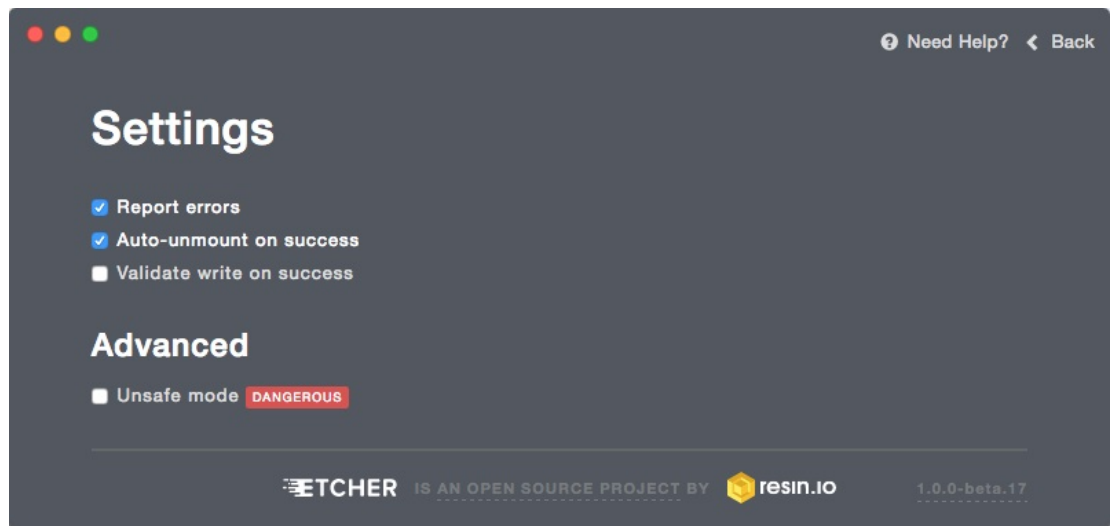 Need Help? Back
Settings
Report errors
Auto-unmount on success
Validate write on success
Advanced
Unsafe mode DANGEROUS
ETCHER IS AN OPEN SOURCE PROJECT BY resin.io 1.0.0-beta.17